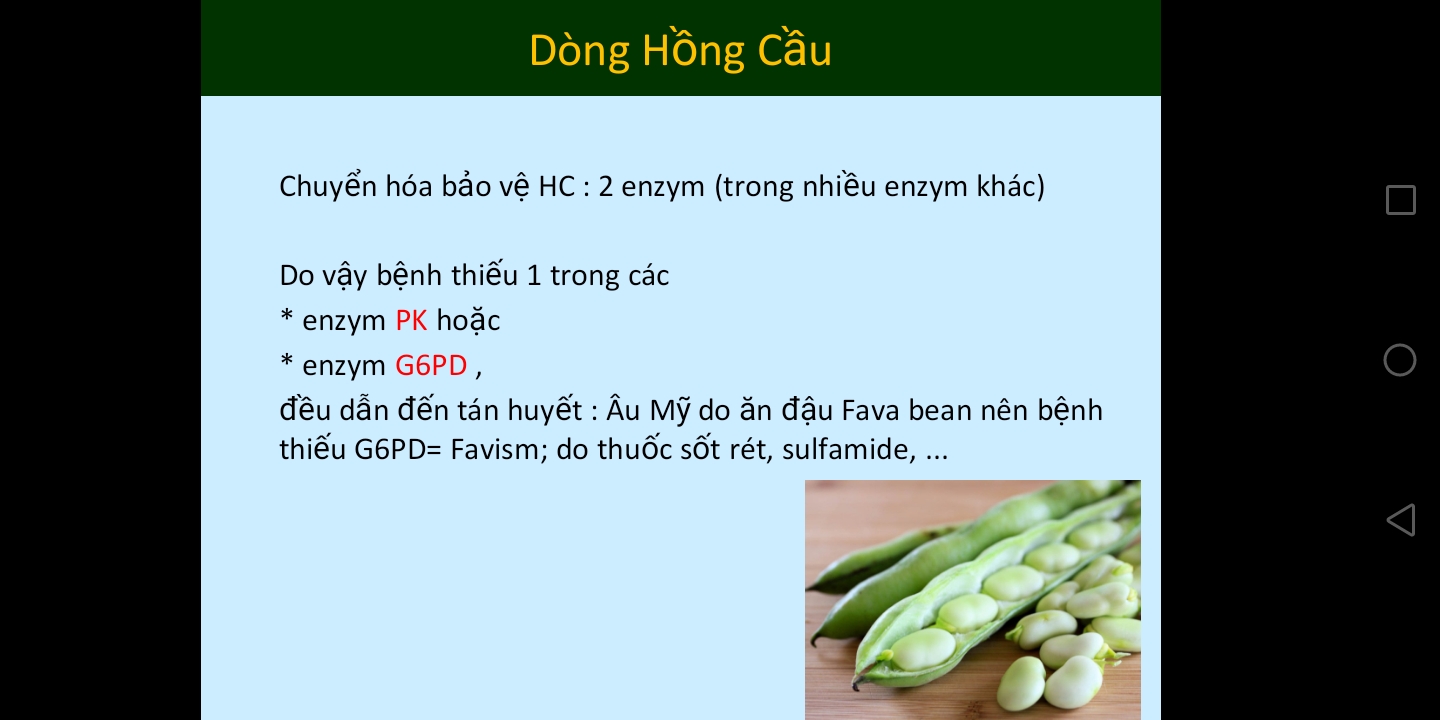 Dòng Hồng Cầu
Chuyển hóa bảo vệ HC : 2 enzym (trong nhiều enzym khác)
Do vậy bệnh thiếu 1 trong các
* enzym PK hoặc
* enzym G6PD ,
đều dẫn đến tán huyết : Âu Mỹ do ăn đậu Fava bean nên bệnh
thiếu G6PD= Favism; do thuốc sốt rét, sulfamide, ...